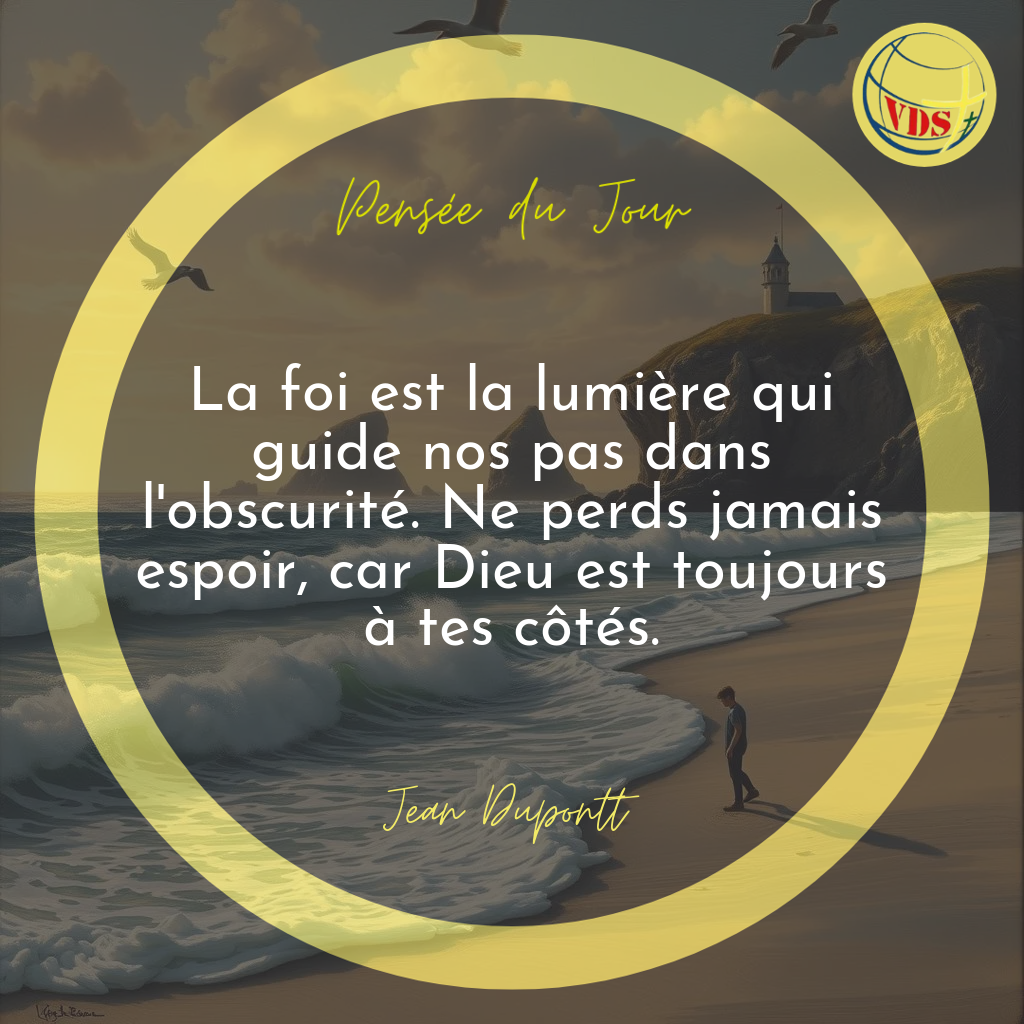 VDS
Pensée du Jour
La foi est la lumière qui
guide nos pas dans
l'obscurité. Ne perds jamais
espoir, car Dieu est toujours
à tes côtés.
Jean Dupontt